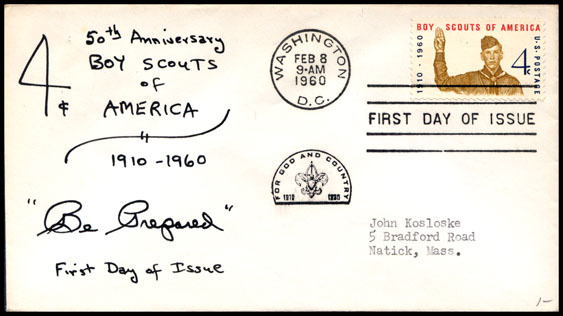 4¢
50th Anniversary
BOY SCOUTS
OF
AMERICA
1910-1960
"Be Prepared"
First Day of Issue
WASHINGTON
FEB 8
9-AM
1960
D.C.
BOY SCOUTS OF AMERICA
1910-1960
4¢
U.S. POSTAGE
FIRST DAY OF ISSUE
FOR GOD AND COUNTRY
1910 1960
John Kosloske
5 Bradford Road
Natick, Mass.
1-